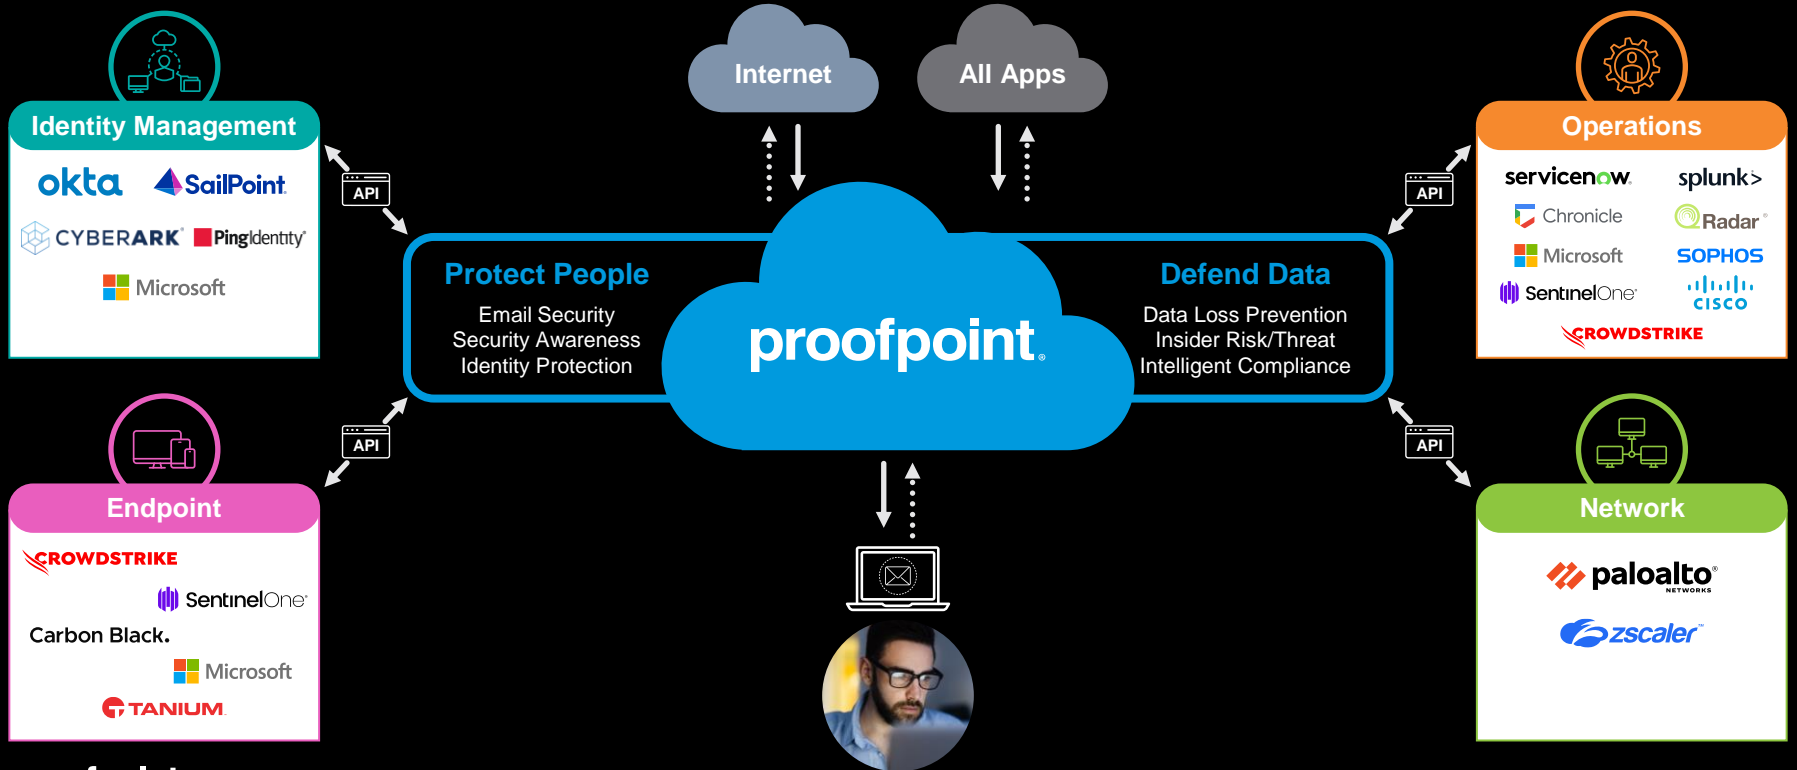 Internet
All Apps
Identity Management
okta
SailPoint
CYBERARK®
PingIdentity®
Microsoft
API
Operations
servicenow
splunk>
Chronicle
QRadar®
Microsoft
SOPHOS
SentinelOne
CISCO
CROWDSTRIKE
API
Protect People
Email Security
Security Awareness
Identity Protection
proofpoint®
Defend Data
Data Loss Prevention
Insider Risk/Threat
Intelligent Compliance
API
Endpoint
CROWDSTRIKE
SentinelOne
Carbon Black.
Microsoft
TANIUM
API
Network
paloalto®
NETWORKS
zscaler™